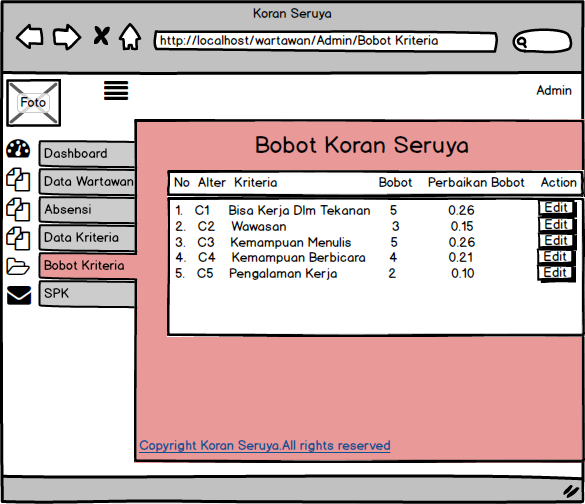 Koran Seruya
http://localhost/wartawan/Admin/Bobot Kriteria
Foto
Admin
Dashboard
Data Wartawan
Absensi
Data Kriteria
Bobot Kriteria
SPK
Bobot Koran Seruya
No Alter Kriteria Bobot Perbaikan Bobot Action
1. C1 Bisa Kerja Dlm Tekanan 5 0.26 Edit
2. C2 Wawasan 3 0.15 Edit
3. C3 Kemampuan Menulis 5 0.26 Edit
4. C4 Kemampuan Berbicara 4 0.21 Edit
5. C5 Pengalaman Kerja 2 0.10 Edit
Copyright Koran Seruya.All rights reserved